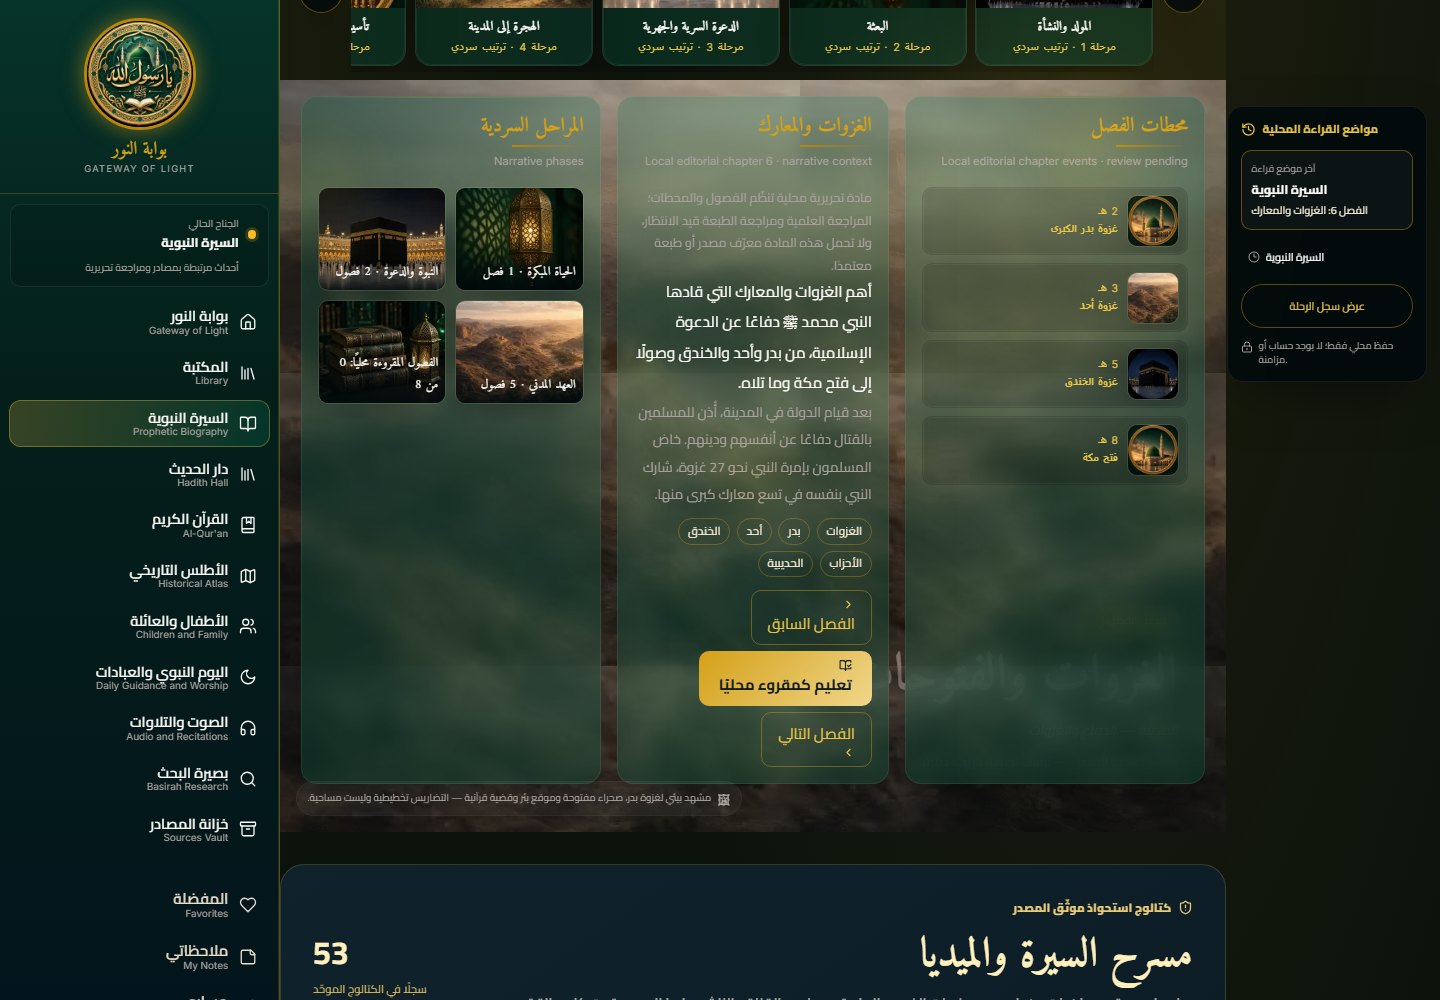 يا رسول الله
بوابة النور
GATEWAY OF LIGHT
الجناح الحالي
السيرة النبوية
أحداث مرتبطة بمصادر ومراجعة تحريرية
بوابة النور
Gateway of Light
المكتبة
Library
السيرة النبوية
Prophetic Biography
دار الحديث
Hadith Hall
القرآن الكريم
Al-Qur'an
الأطلس التاريخي
Historical Atlas
الأطفال والعائلة
Children and Family
اليوم النبوي والعبادات
Daily Guidance and Worship
الصوت والتلاوات
Audio and Recitations
بصيرة البحث
Basirah Research
خزانة المصادر
Sources Vault
المفضلة
Favorites
ملاحظاتي
My Notes
المولد والنشأة
مرحلة 1 · ترتيب سردي
البعثة
مرحلة 2 · ترتيب سردي
الدعوة السرية والجهرية
مرحلة 3 · ترتيب سردي
الهجرة إلى المدينة
مرحلة 4 · ترتيب سردي
محطات الفصل
Local editorial chapter events · review pending
2 هـ
غزوة بدر الكبرى
3 هـ
غزوة أحد
5 هـ
غزوة الخندق
8 هـ
فتح مكة
الغزوات والمعارك
Local editorial chapter 6 · narrative context
مادة تحريرية محلية تنظّم الفصول والمحطات؛
المراجعة العلمية ومراجعة الطبعة قيد الانتظار،
ولا تحمل هذه المادة معرّف مصدر أو طبعة
معتمدًا.
أهم الغزوات والمعارك التي قادها
النبي محمد ﷺ دفاعًا عن الدعوة
الإسلامية، من بدر وأحد والخندق وصولًا
إلى فتح مكة وما تلاه.
بعد قيام الدولة في المدينة، أُذن للمسلمين
بالقتال دفاعًا عن أنفسهم ودينهم. خاض
المسلمون بإمرة النبي نحو 27 غزوة، شارك
النبي بنفسه في تسع معارك كبرى منها.
الغزوات
بدر
أحد
الخندق
الأحزاب
الحديبية
الفصل السابق
تعليم كمقروء محليًا
الفصل التالي
المراحل السردية
Narrative phases
الحياة المبكرة · 1 فصل
النبوة والدعوة · 2 فصول
العهد المدني · 5 فصول
الفصول المقروءة محليًا: 0
من 8
الغزوات والفتوحات
مشهد بيئي لغزوة بدر، صحراء مفتوحة وموقع بئر وقضية قرآنية — التضاريس تخطيطية وليست مساحية.
مواضع القراءة المحلية
آخر موضع قراءة
السيرة النبوية
الفصل 6: الغزوات والمعارك
السيرة النبوية
عرض سجل الرحلة
حفظ محلي فقط؛ لا يوجد حساب أو
مزامنة.
كتالوج استحواذ موثّق المصدر
مسرح السيرة والميديا
53
سجلًا في الكتالوج الموحّد